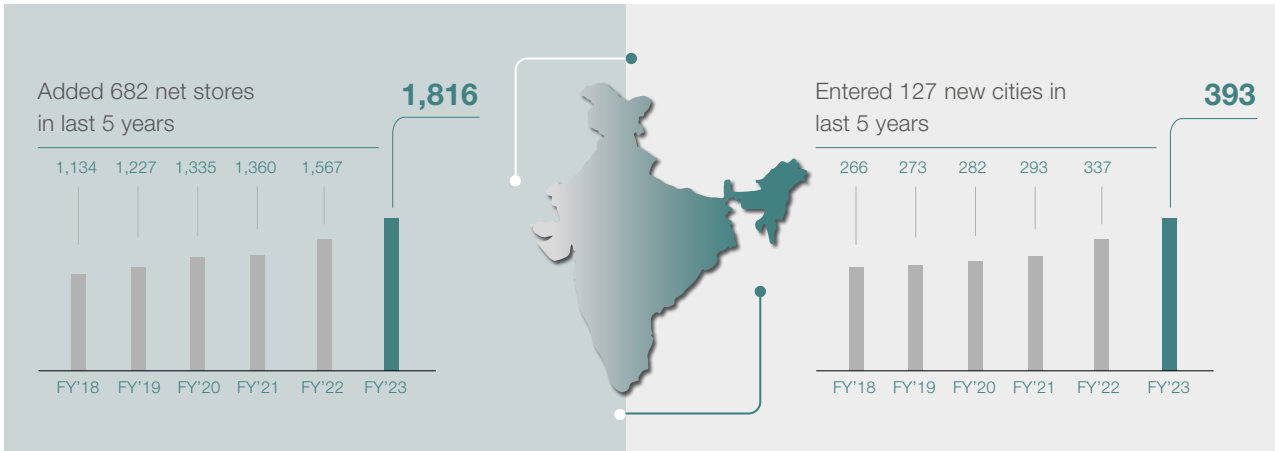 Added 682 net stores
in last 5 years
1,816
1,134 1,227 1,335 1,360 1,567
FY'18 FY'19 FY'20 FY'21 FY'22 FY'23
Entered 127 new cities in
last 5 years
393
266 273 282 293 337
FY'18 FY'19 FY'20 FY'21 FY'22 FY'23